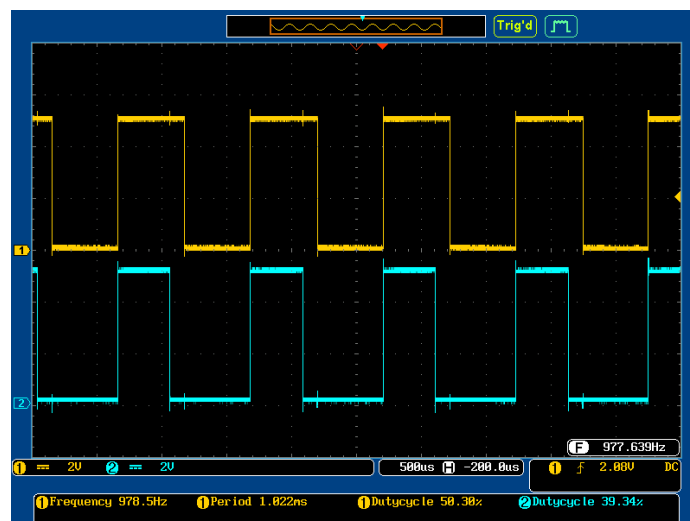 Trig'd
1
2
F 977.639Hz
1 2V 2 2V 500us H -200.0us 1 2.08V DC
1 Frequency 978.5Hz 1 Period 1.022ms 1 Dutycycle 50.30% 2 Dutycycle 39.34%